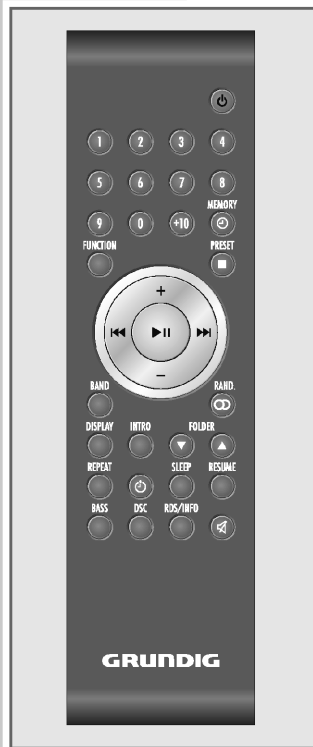 1 2 3 4
5 6 7 8
MEMORY
9 0 +10
FUNCTION PRESET
+
−
BAND RAND.
DISPLAY INTRO FOLDER
REPEAT SLEEP RESUME
BASS DSC RDS/INFO
GRUNDIG